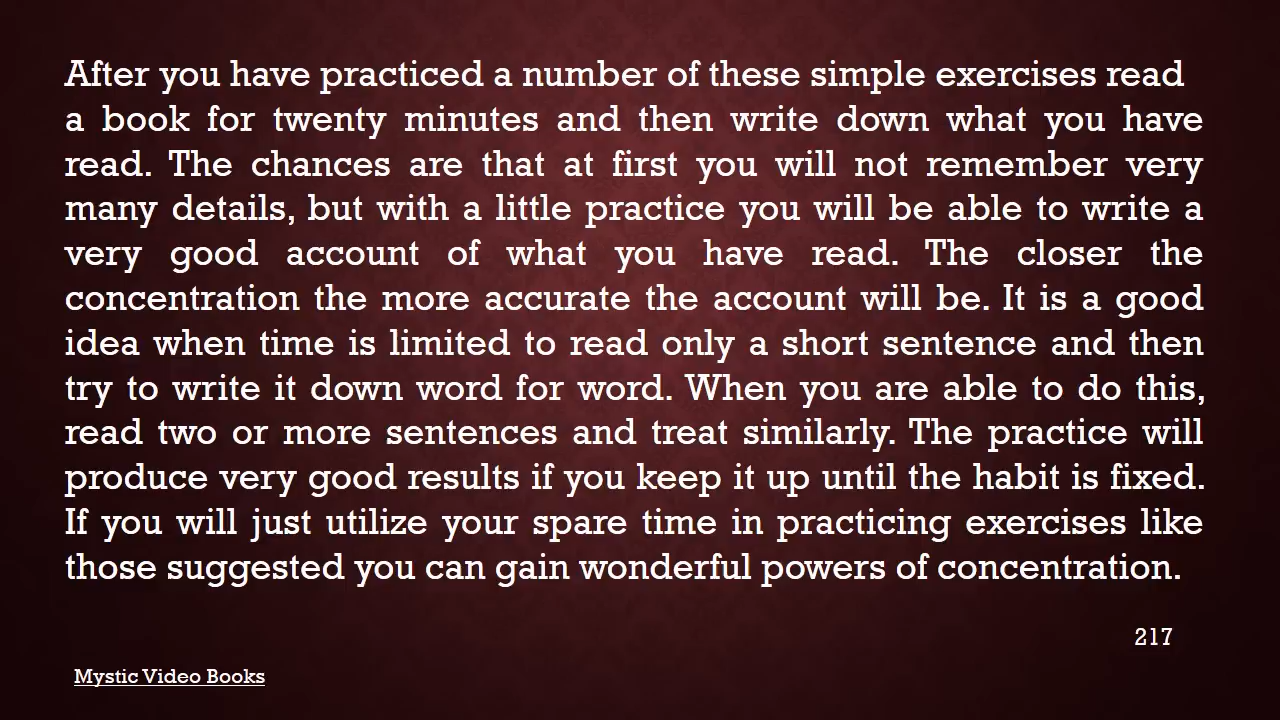 After you have practiced a number of these simple exercises read
a book for twenty minutes and then write down what you have
read. The chances are that at first you will not remember very
many details, but with a little practice you will be able to write a
very good account of what you have read. The closer the
concentration the more accurate the account will be. It is a good
idea when time is limited to read only a short sentence and then
try to write it down word for word. When you are able to do this,
read two or more sentences and treat similarly. The practice will
produce very good results if you keep it up until the habit is fixed.
If you will just utilize your spare time in practicing exercises like
those suggested you can gain wonderful powers of concentration.
217
Mystic Video Books